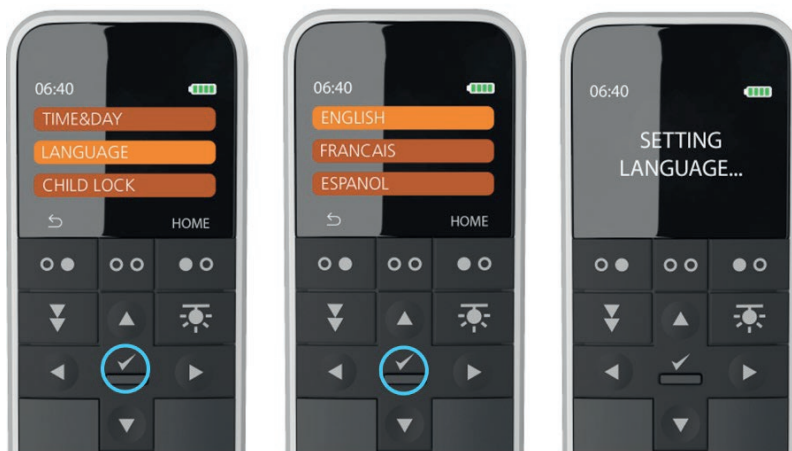 06:40
TIME&DAY
LANGUAGE
CHILD LOCK
HOME
06:40
ENGLISH
FRANCAIS
ESPANOL
HOME
06:40
SETTING
LANGUAGE...